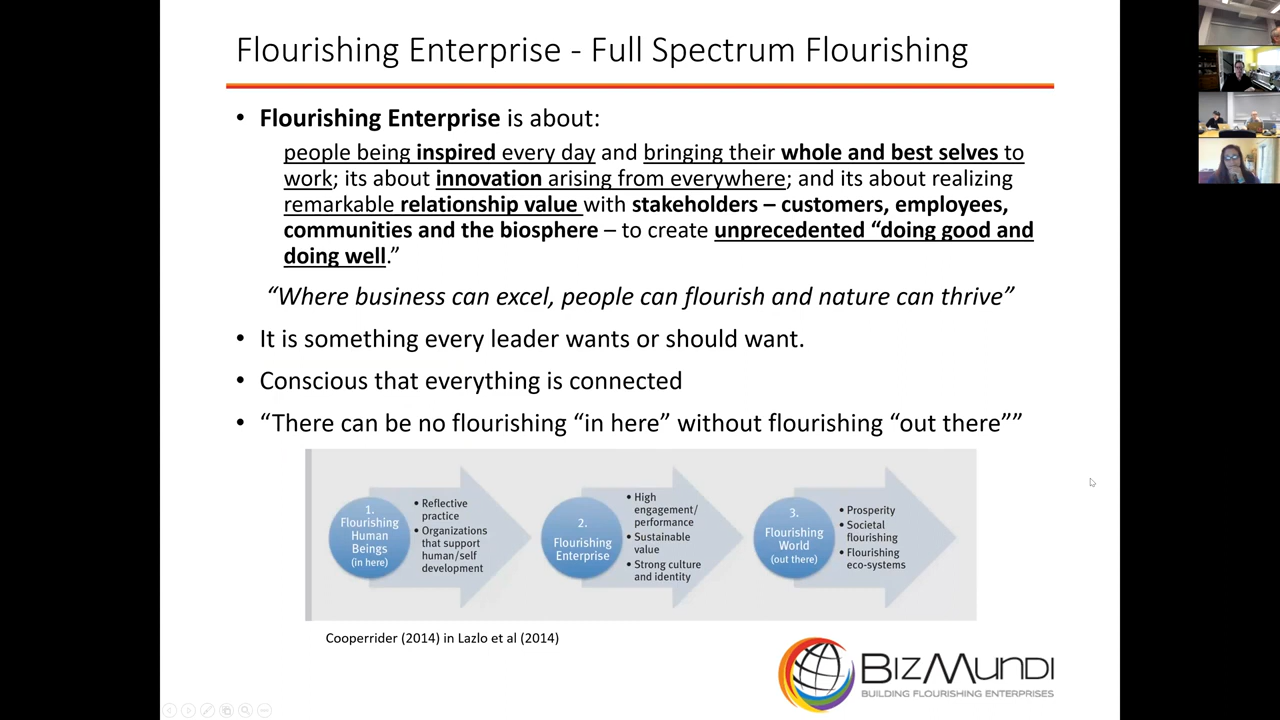 Flourishing Enterprise - Full Spectrum Flourishing
• Flourishing Enterprise is about:
people being inspired every day and bringing their whole and best selves to
work; its about innovation arising from everywhere; and its about realizing
remarkable relationship value with stakeholders – customers, employees,
communities and the biosphere – to create unprecedented “doing good and
doing well.”
“Where business can excel, people can flourish and nature can thrive”
• It is something every leader wants or should want.
• Conscious that everything is connected
• “There can be no flourishing “in here” without flourishing “out there””
1.
Flourishing
Human
Beings
(in here)
• Reflective
practice
• Organizations
that support
human/self
development
2.
Flourishing
Enterprise
• High
engagement/
performance
• Sustainable
value
• Strong culture
and identity
3.
Flourishing
World
(out there)
• Prosperity
• Societal
flourishing
• Flourishing
eco-systems
Cooperrider (2014) in Lazlo et al (2014)
BIZMUNDI
BUILDING FLOURISHING ENTERPRISES